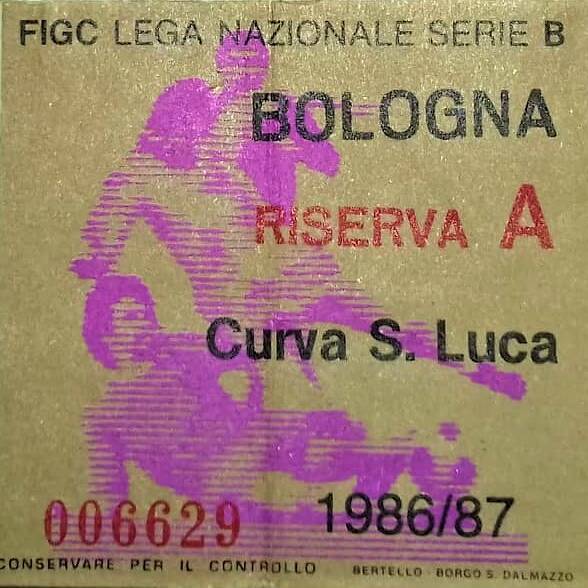 FIGC LEGA NAZIONALE SERIE B
BOLOGNA
RISERVA A
Curva S. Luca
006629
1986/87
CONSERVARE PER IL CONTROLLO
BERTELLO - BORGO S. DALMAZZO